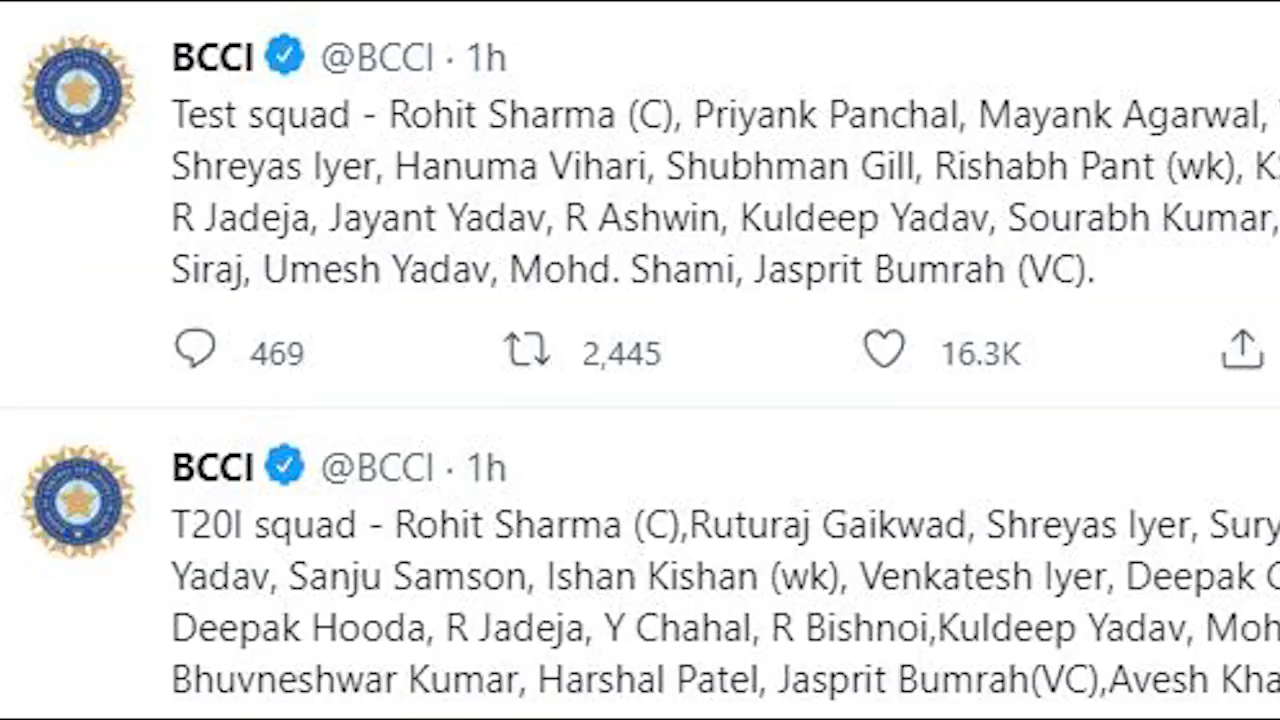 BCCI @BCCI · 1h
Test squad - Rohit Sharma (C), Priyank Panchal, Mayank Agarwal,
Shreyas Iyer, Hanuma Vihari, Shubhman Gill, Rishabh Pant (wk),
R Jadeja, Jayant Yadav, R Ashwin, Kuldeep Yadav, Sourabh Kumar,
Siraj, Umesh Yadav, Mohd. Shami, Jasprit Bumrah (VC).
469 2,445 16.3K
BCCI @BCCI · 1h
T20I squad - Rohit Sharma (C),Ruturaj Gaikwad, Shreyas Iyer, Sury
Yadav, Sanju Samson, Ishan Kishan (wk), Venkatesh Iyer, Deepak
Deepak Hooda, R Jadeja, Y Chahal, R Bishnoi,Kuldeep Yadav, Moh
Bhuvneshwar Kumar, Harshal Patel, Jasprit Bumrah(VC),Avesh Kha